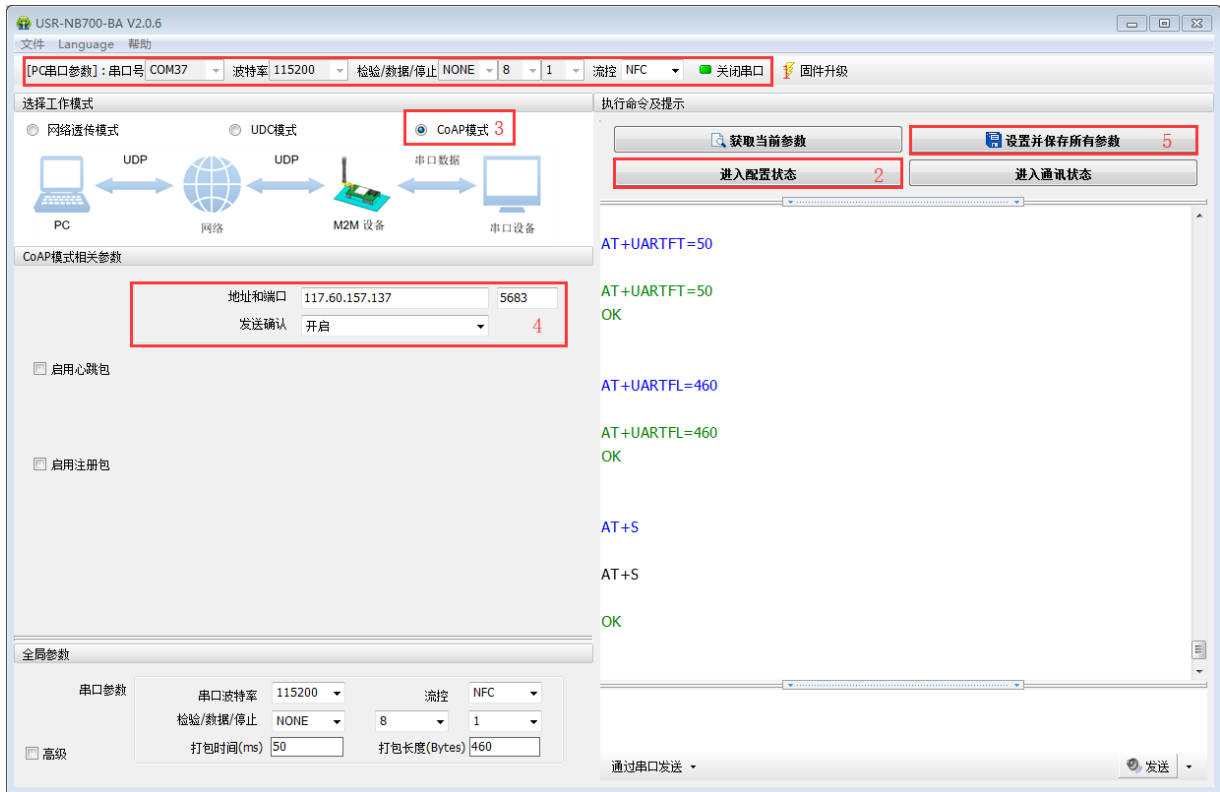 USR-NB700-BA V2.0.6
文件 Language 帮助
[PC串口参数]：串口号 COM37 波特率 115200 检验/数据/停止 NONE 8 1 流控 NFC 关闭串口 1 固件升级
选择工作模式
网络透传模式 UDC模式 CoAP模式 3
UDP UDP 串口数据
PC 网络 M2M 设备 串口设备
CoAP模式相关参数
地址和端口 117.60.157.137 5683
发送确认 开启 4
启用心跳包
启用注册包
全局参数
串口参数 串口波特率 115200 流控 NFC
检验/数据/停止 NONE 8 1
高级 打包时间(ms) 50 打包长度(Bytes) 460
执行命令及提示
获取当前参数 设置并保存所有参数 5
进入配置状态 2 进入通讯状态
AT+UARTFT=50
AT+UARTFT=50
OK
AT+UARTFL=460
AT+UARTFL=460
OK
AT+S
AT+S
OK
通过串口发送 发送